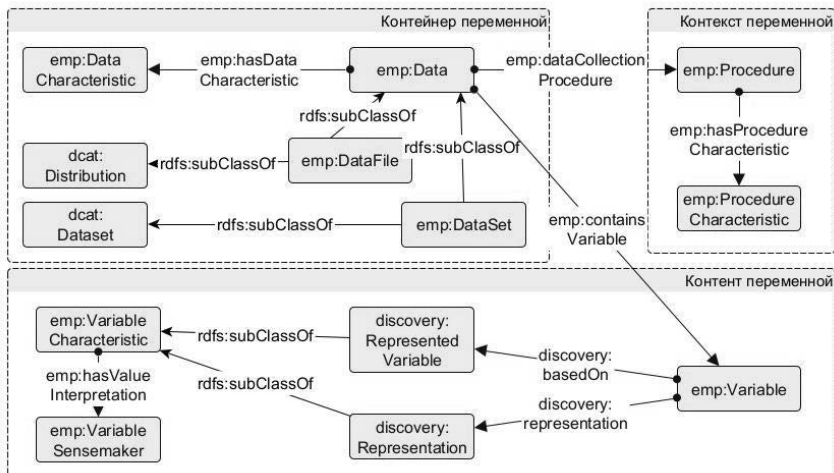 Контейнер переменной
Контекст переменной
emp:Data
Characteristic
emp:hasData
Characteristic
emp:Data
emp:dataCollection
Procedure
emp:Procedure
rdfs:subClassOf
emp:hasProcedure
Characteristic
dcat:
Distribution
rdfs:subClassOf
emp:DataFile
rdfs:subClassOf
dcat:
Dataset
rdfs:subClassOf
emp:DataSet
emp:contains
Variable
emp:Procedure
Characteristic
Контент переменной
emp:Variable
Characteristic
rdfs:subClassOf
discovery:
Represented
Variable
discovery:
basedOn
emp:hasValue
Interpretation
rdfs:subClassOf
emp:Variable
discovery:
representation
emp:Variable
Sensemaker
discovery:
Representation